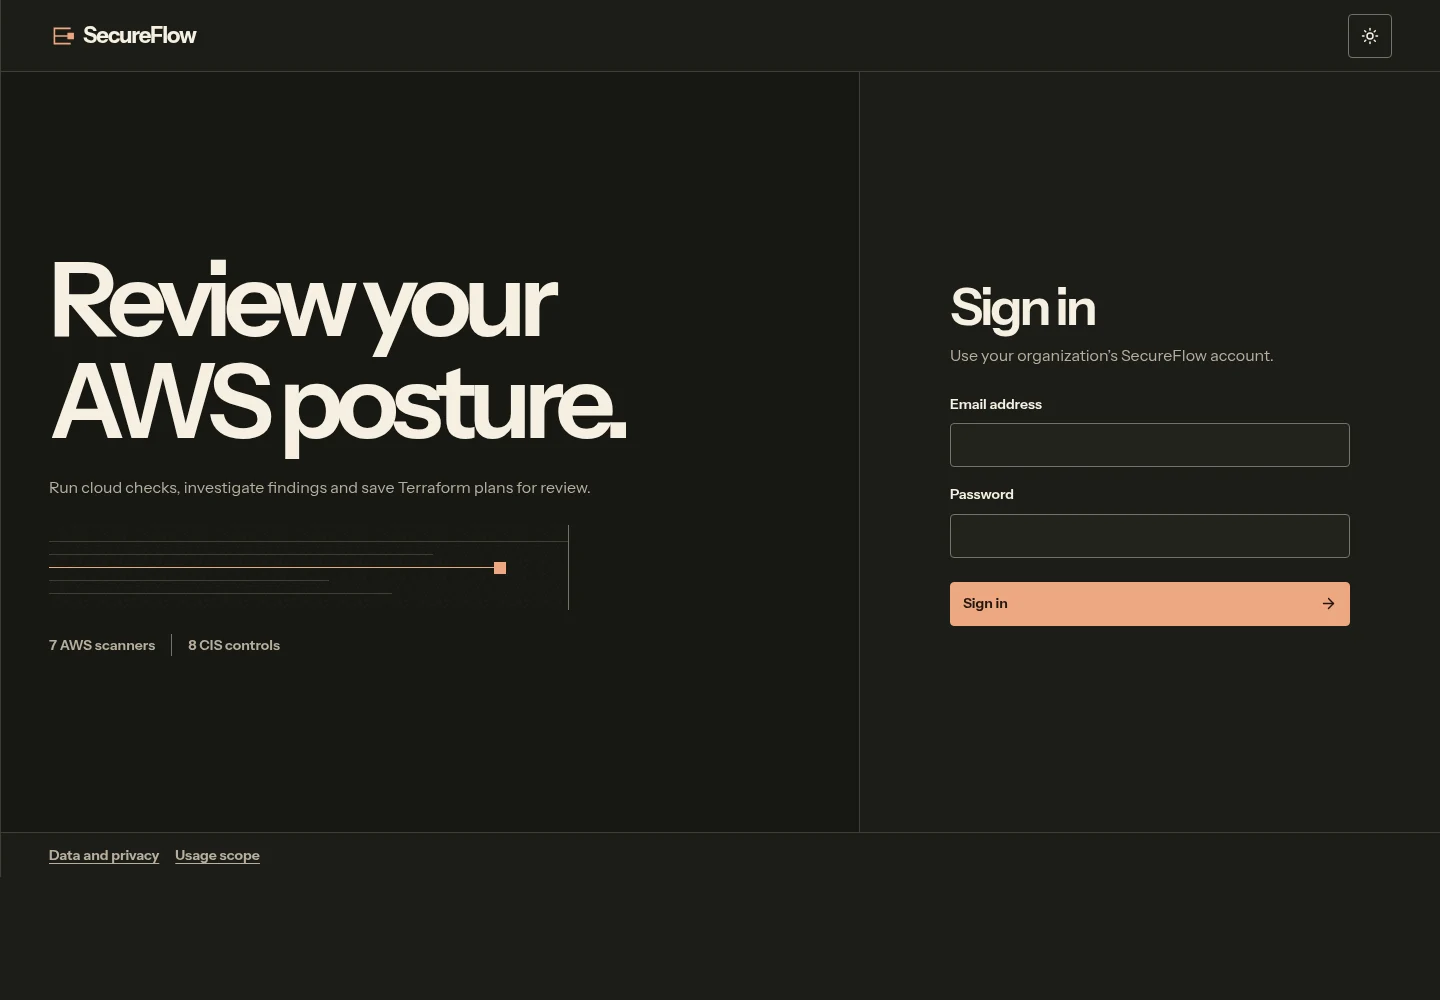 SecureFlow
Review your
AWS posture.
Run cloud checks, investigate findings and save Terraform plans for review.
7 AWS scanners
8 CIS controls
Sign in
Use your organization’s SecureFlow account.
Email address
Password
Sign in
Data and privacy
Usage scope